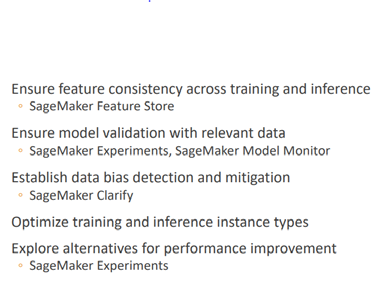 Ensure feature consistency across training and inference
◦ SageMaker Feature Store
Ensure model validation with relevant data
◦ SageMaker Experiments, SageMaker Model Monitor
Establish data bias detection and mitigation
◦ SageMaker Clarify
Optimize training and inference instance types
Explore alternatives for performance improvement
◦ SageMaker Experiments